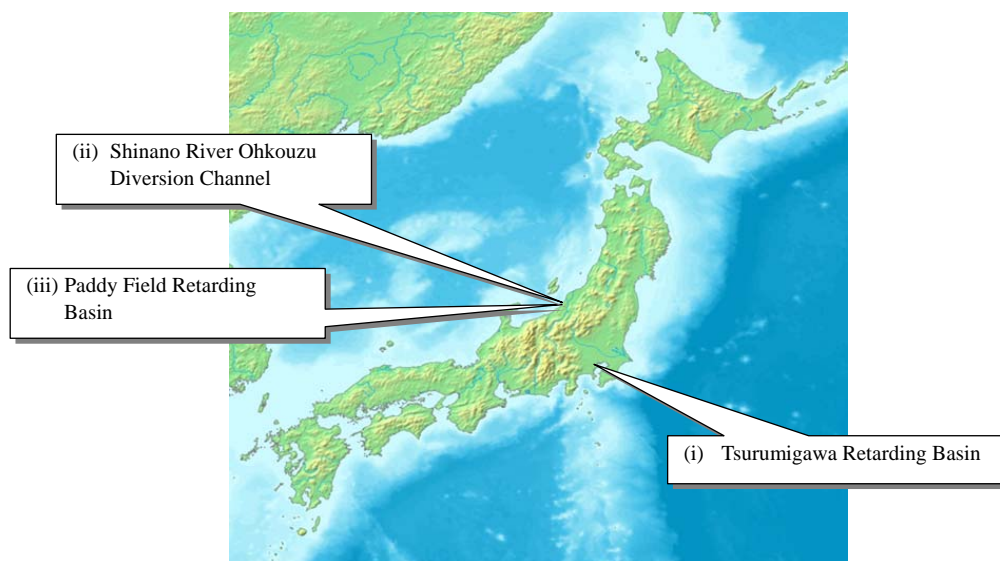 (ii) Shinano River Ohkouzu
Diversion Channel
(iii) Paddy Field Retarding
Basin
(i) Tsurumigawa Retarding Basin